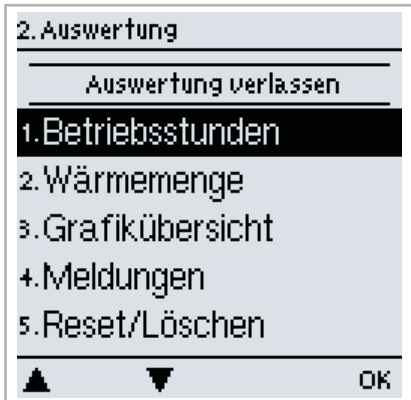 2. Auswertung
Auswertung verlassen
1. Betriebsstunden
2. Wärmemenge
3. Grafikübersicht
4. Meldungen
5. Reset/Löschen
▲ ▼ OK